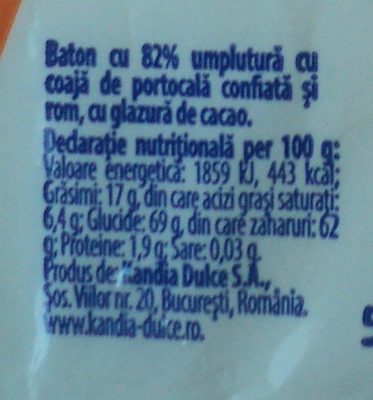 Baton cu 82% umplutură cu
coajă de portocală confiată și
rom, cu glazură de cacao.
Declarație nutrițională per 100 g:
Valoare energetică: 1859 kJ, 443 kcal;
Grăsimi: 17 g, din care acizi grași saturați:
6,4 g; Glucide: 69 g, din care zaharuri: 62
g; Proteine: 1,9 g; Sare: 0,03 g.
Produs de: Kandia Dulce S.A.,
Șos. Viilor nr. 20, București, România.
www.kandia-dulce.ro.